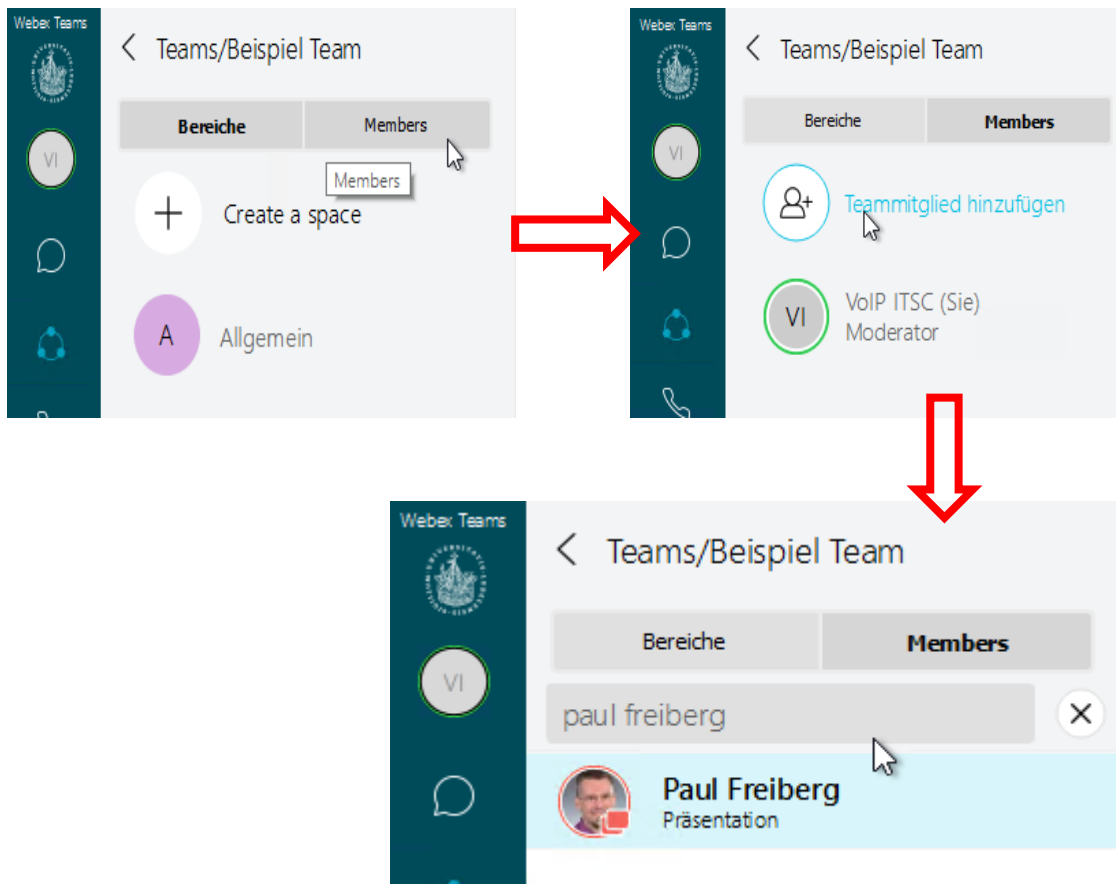 Webex Teams
Teams/Beispiel Team
Bereiche
Members
VI
Members
Create a space
A
Allgemein
Webex Teams
Teams/Beispiel Team
Bereiche
Members
VI
Teammitglied hinzufügen
VI
VoIP ITSC (Sie)
Moderator
Webex Teams
Teams/Beispiel Team
Bereiche
Members
VI
paul freiberg
Paul Freiberg
Präsentation